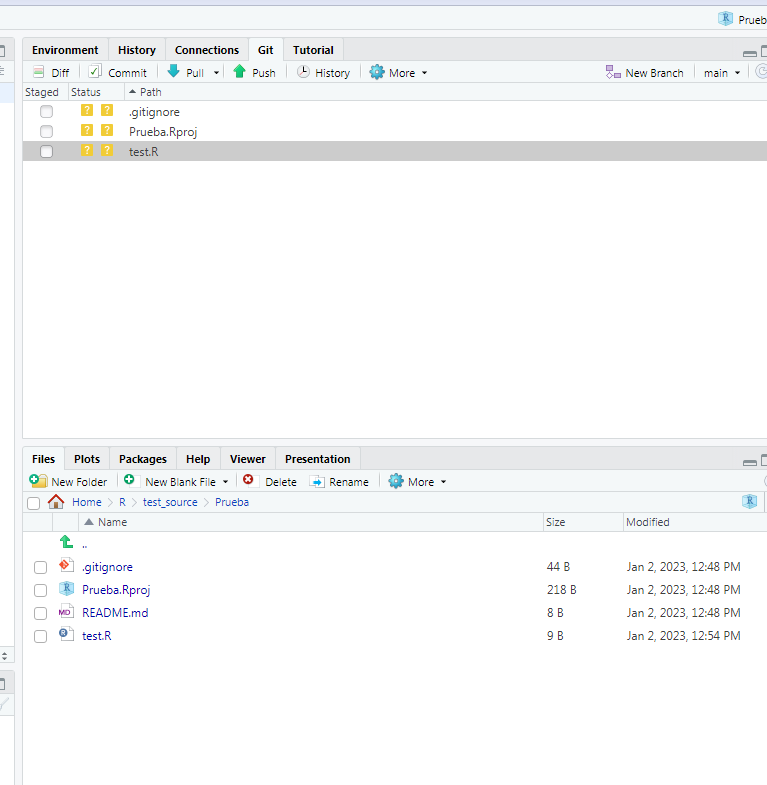 Prueb
Environment History Connections Git Tutorial
Diff Commit Pull Push History More New Branch main
Staged Status Path
? ? .gitignore
? ? Prueba.Rproj
? ? test.R
Files Plots Packages Help Viewer Presentation
New Folder New Blank File Delete Rename More
Home R test_source Prueba
Name Size Modified
..
.gitignore 44 B Jan 2, 2023, 12:48 PM
Prueba.Rproj 218 B Jan 2, 2023, 12:48 PM
MD README.md 8 B Jan 2, 2023, 12:48 PM
test.R 9 B Jan 2, 2023, 12:54 PM